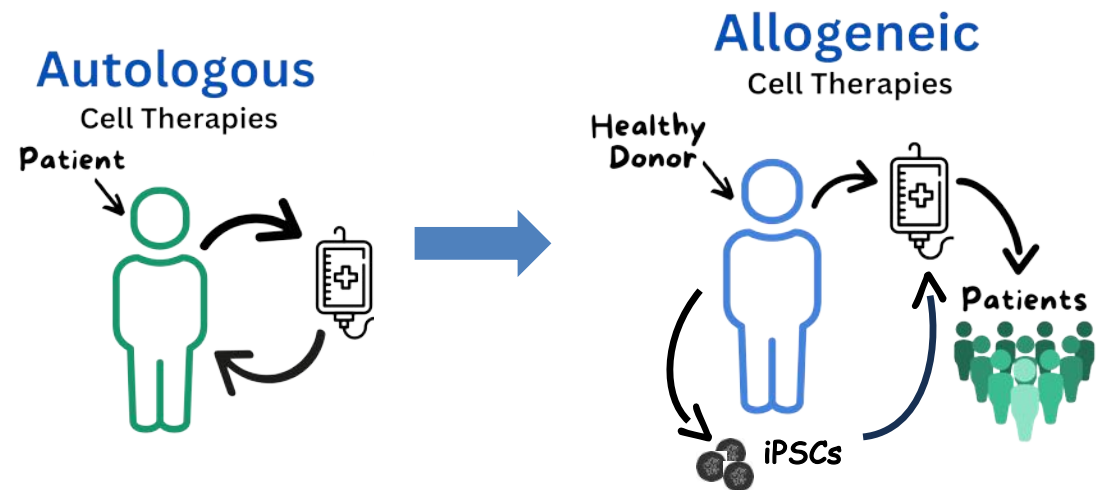 Autologous
Cell Therapies
Patient
Allogeneic
Cell Therapies
Healthy
Donor
Patients
iPSCs